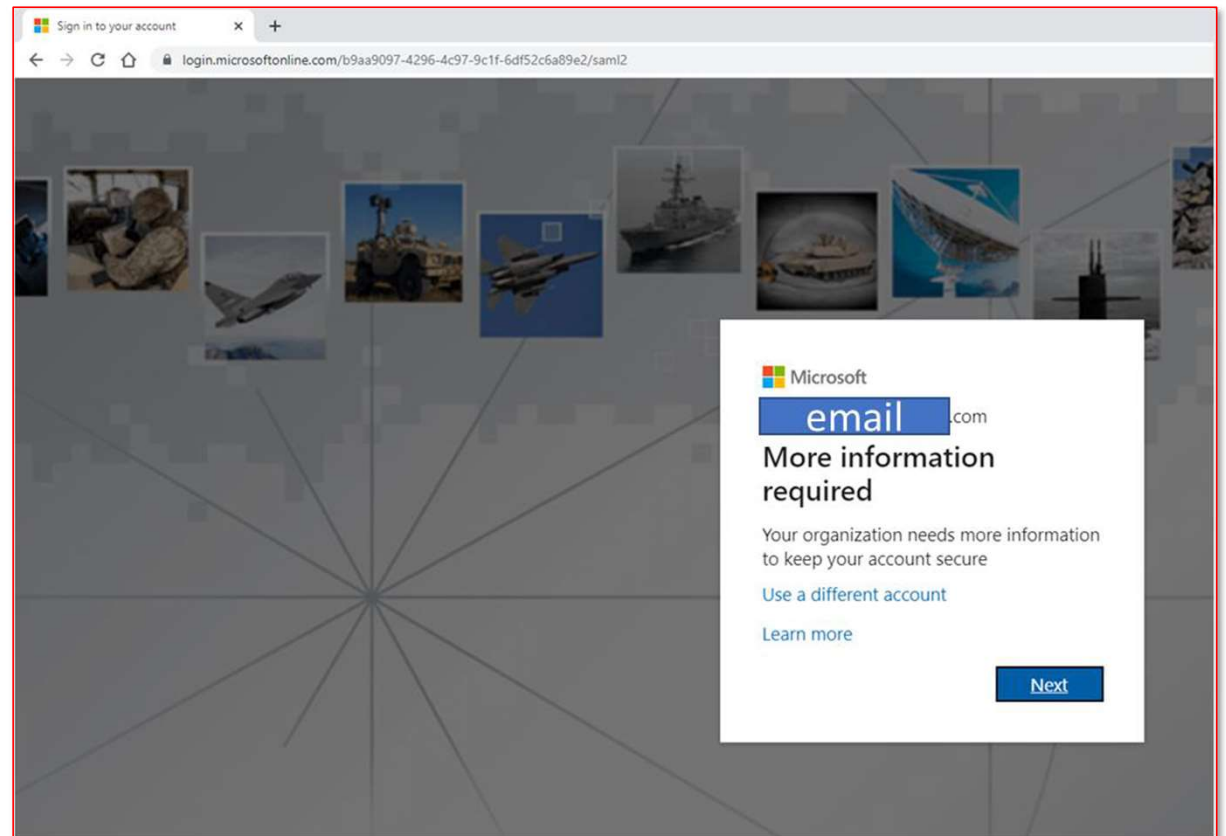 Sign in to your account
login.microsoftonline.com/b9aa9097-4296-4c97-9c1f-6df52c6a89e2/saml2
Microsoft
email .com
More information
required
Your organization needs more information
to keep your account secure
Use a different account
Learn more
Next